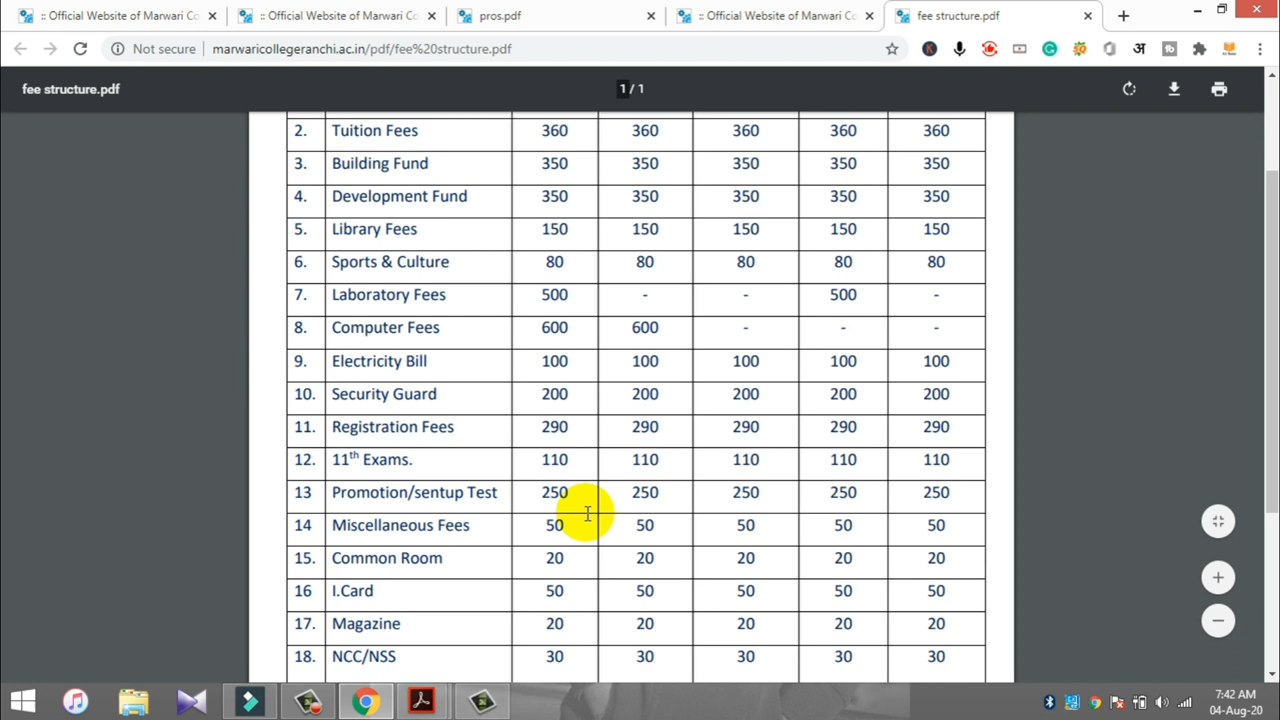 :: Official Website of Marwari Co
:: Official Website of Marwari Co
pros.pdf
:: Official Website of Marwari Co
fee structure.pdf
Not secure | marwaricollegeranchi.ac.in/pdf/fee%20structure.pdf
fee structure.pdf 1 / 1
2. Tuition Fees 360 360 360 360 360
3. Building Fund 350 350 350 350 350
4. Development Fund 350 350 350 350 350
5. Library Fees 150 150 150 150 150
6. Sports & Culture 80 80 80 80 80
7. Laboratory Fees 500 - - 500 -
8. Computer Fees 600 600 - - -
9. Electricity Bill 100 100 100 100 100
10. Security Guard 200 200 200 200 200
11. Registration Fees 290 290 290 290 290
12. 11th Exams. 110 110 110 110 110
13 Promotion/sentup Test 250 250 250 250 250
14 Miscellaneous Fees 50 50 50 50 50
15. Common Room 20 20 20 20 20
16 I.Card 50 50 50 50 50
17. Magazine 20 20 20 20 20
18. NCC/NSS 30 30 30 30 30
7:42 AM
04-Aug-20